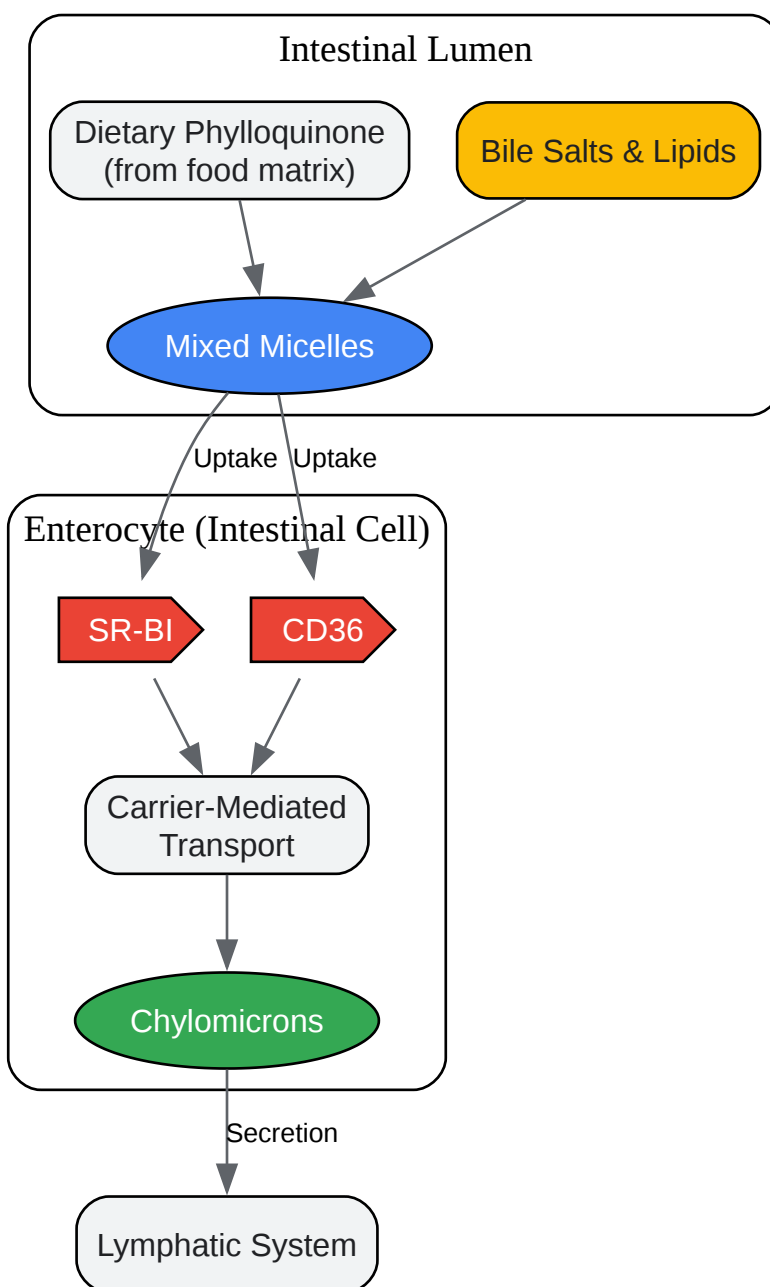 Intestinal Lumen
Dietary Phylloquinone
(from food matrix)
Bile Salts & Lipids
Mixed Micelles
Uptake
Uptake
Enterocyte (Intestinal Cell)
SR-BI
CD36
Carrier-Mediated
Transport
Chylomicrons
Secretion
Lymphatic System